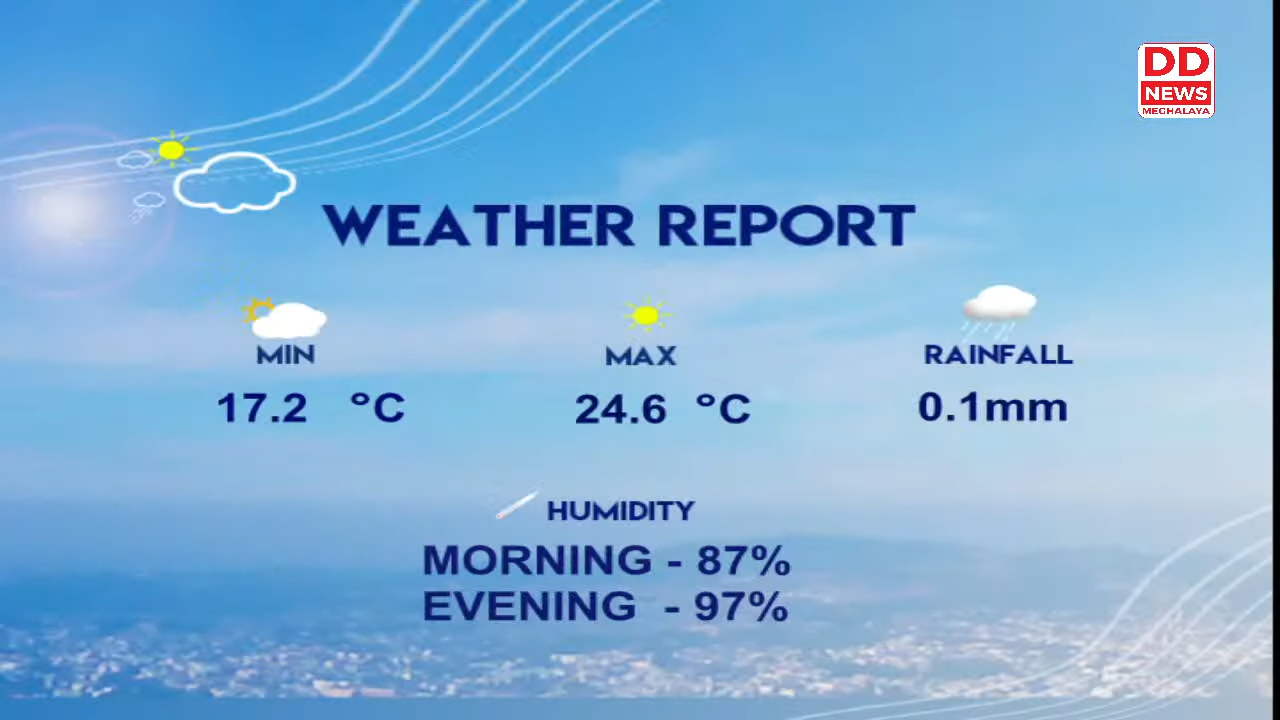 DD
NEWS
MEGHALAYA
WEATHER REPORT
MIN
MAX
RAINFALL
17.2 °C
24.6 °C
0.1mm
HUMIDITY
MORNING - 87%
EVENING - 97%